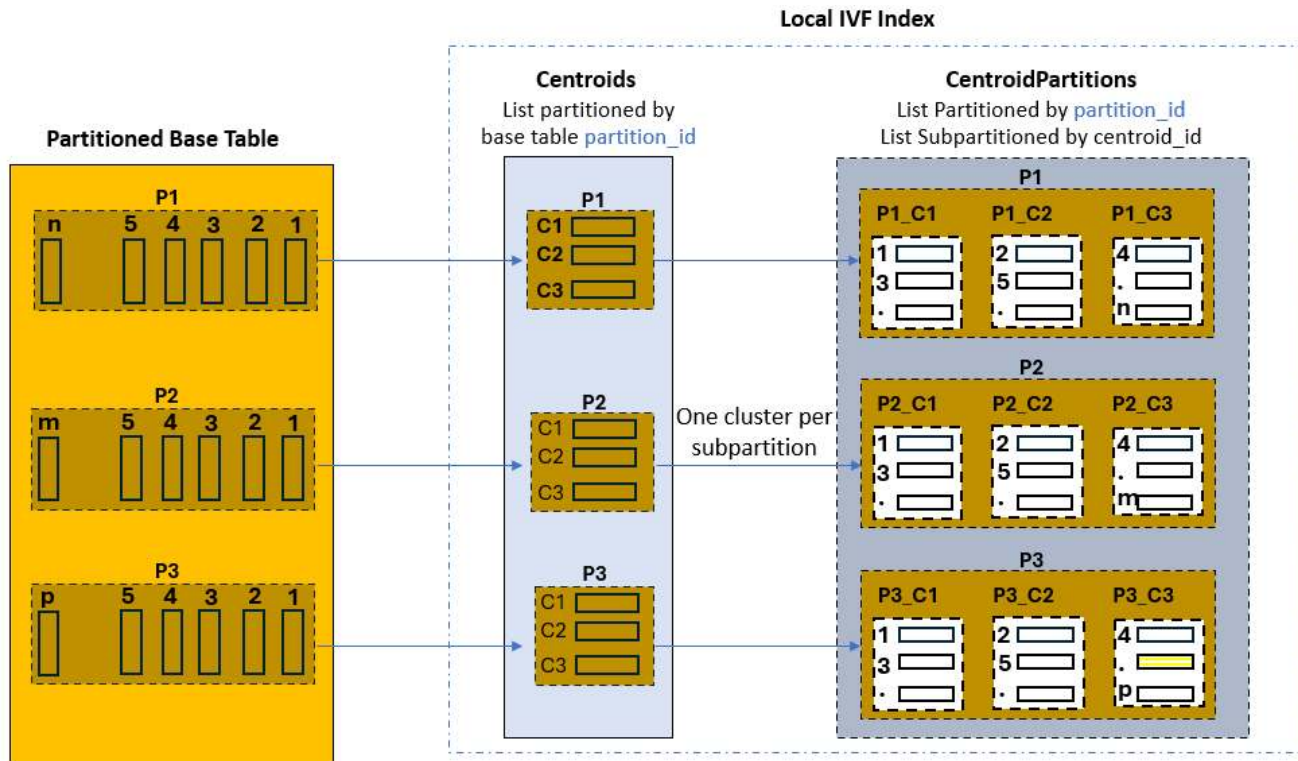 Local IVF Index
Centroids
List partitioned by
base table partition_id
CentroidPartitions
List Partitioned by partition_id
List Subpartitioned by centroid_id
Partitioned Base Table
P1
n 5 4 3 2 1
P2
m 5 4 3 2 1
P3
p 5 4 3 2 1
P1
C1
C2
C3
P2
C1
C2
C3
P3
C1
C2
C3
One cluster per
subpartition
P1
P1_C1 P1_C2 P1_C3
1 2 4
3 5 .
. . n
P2
P2_C1 P2_C2 P2_C3
1 2 4
3 5 .
. . m
P3
P3_C1 P3_C2 P3_C3
1 2 4
3 5 .
. . p